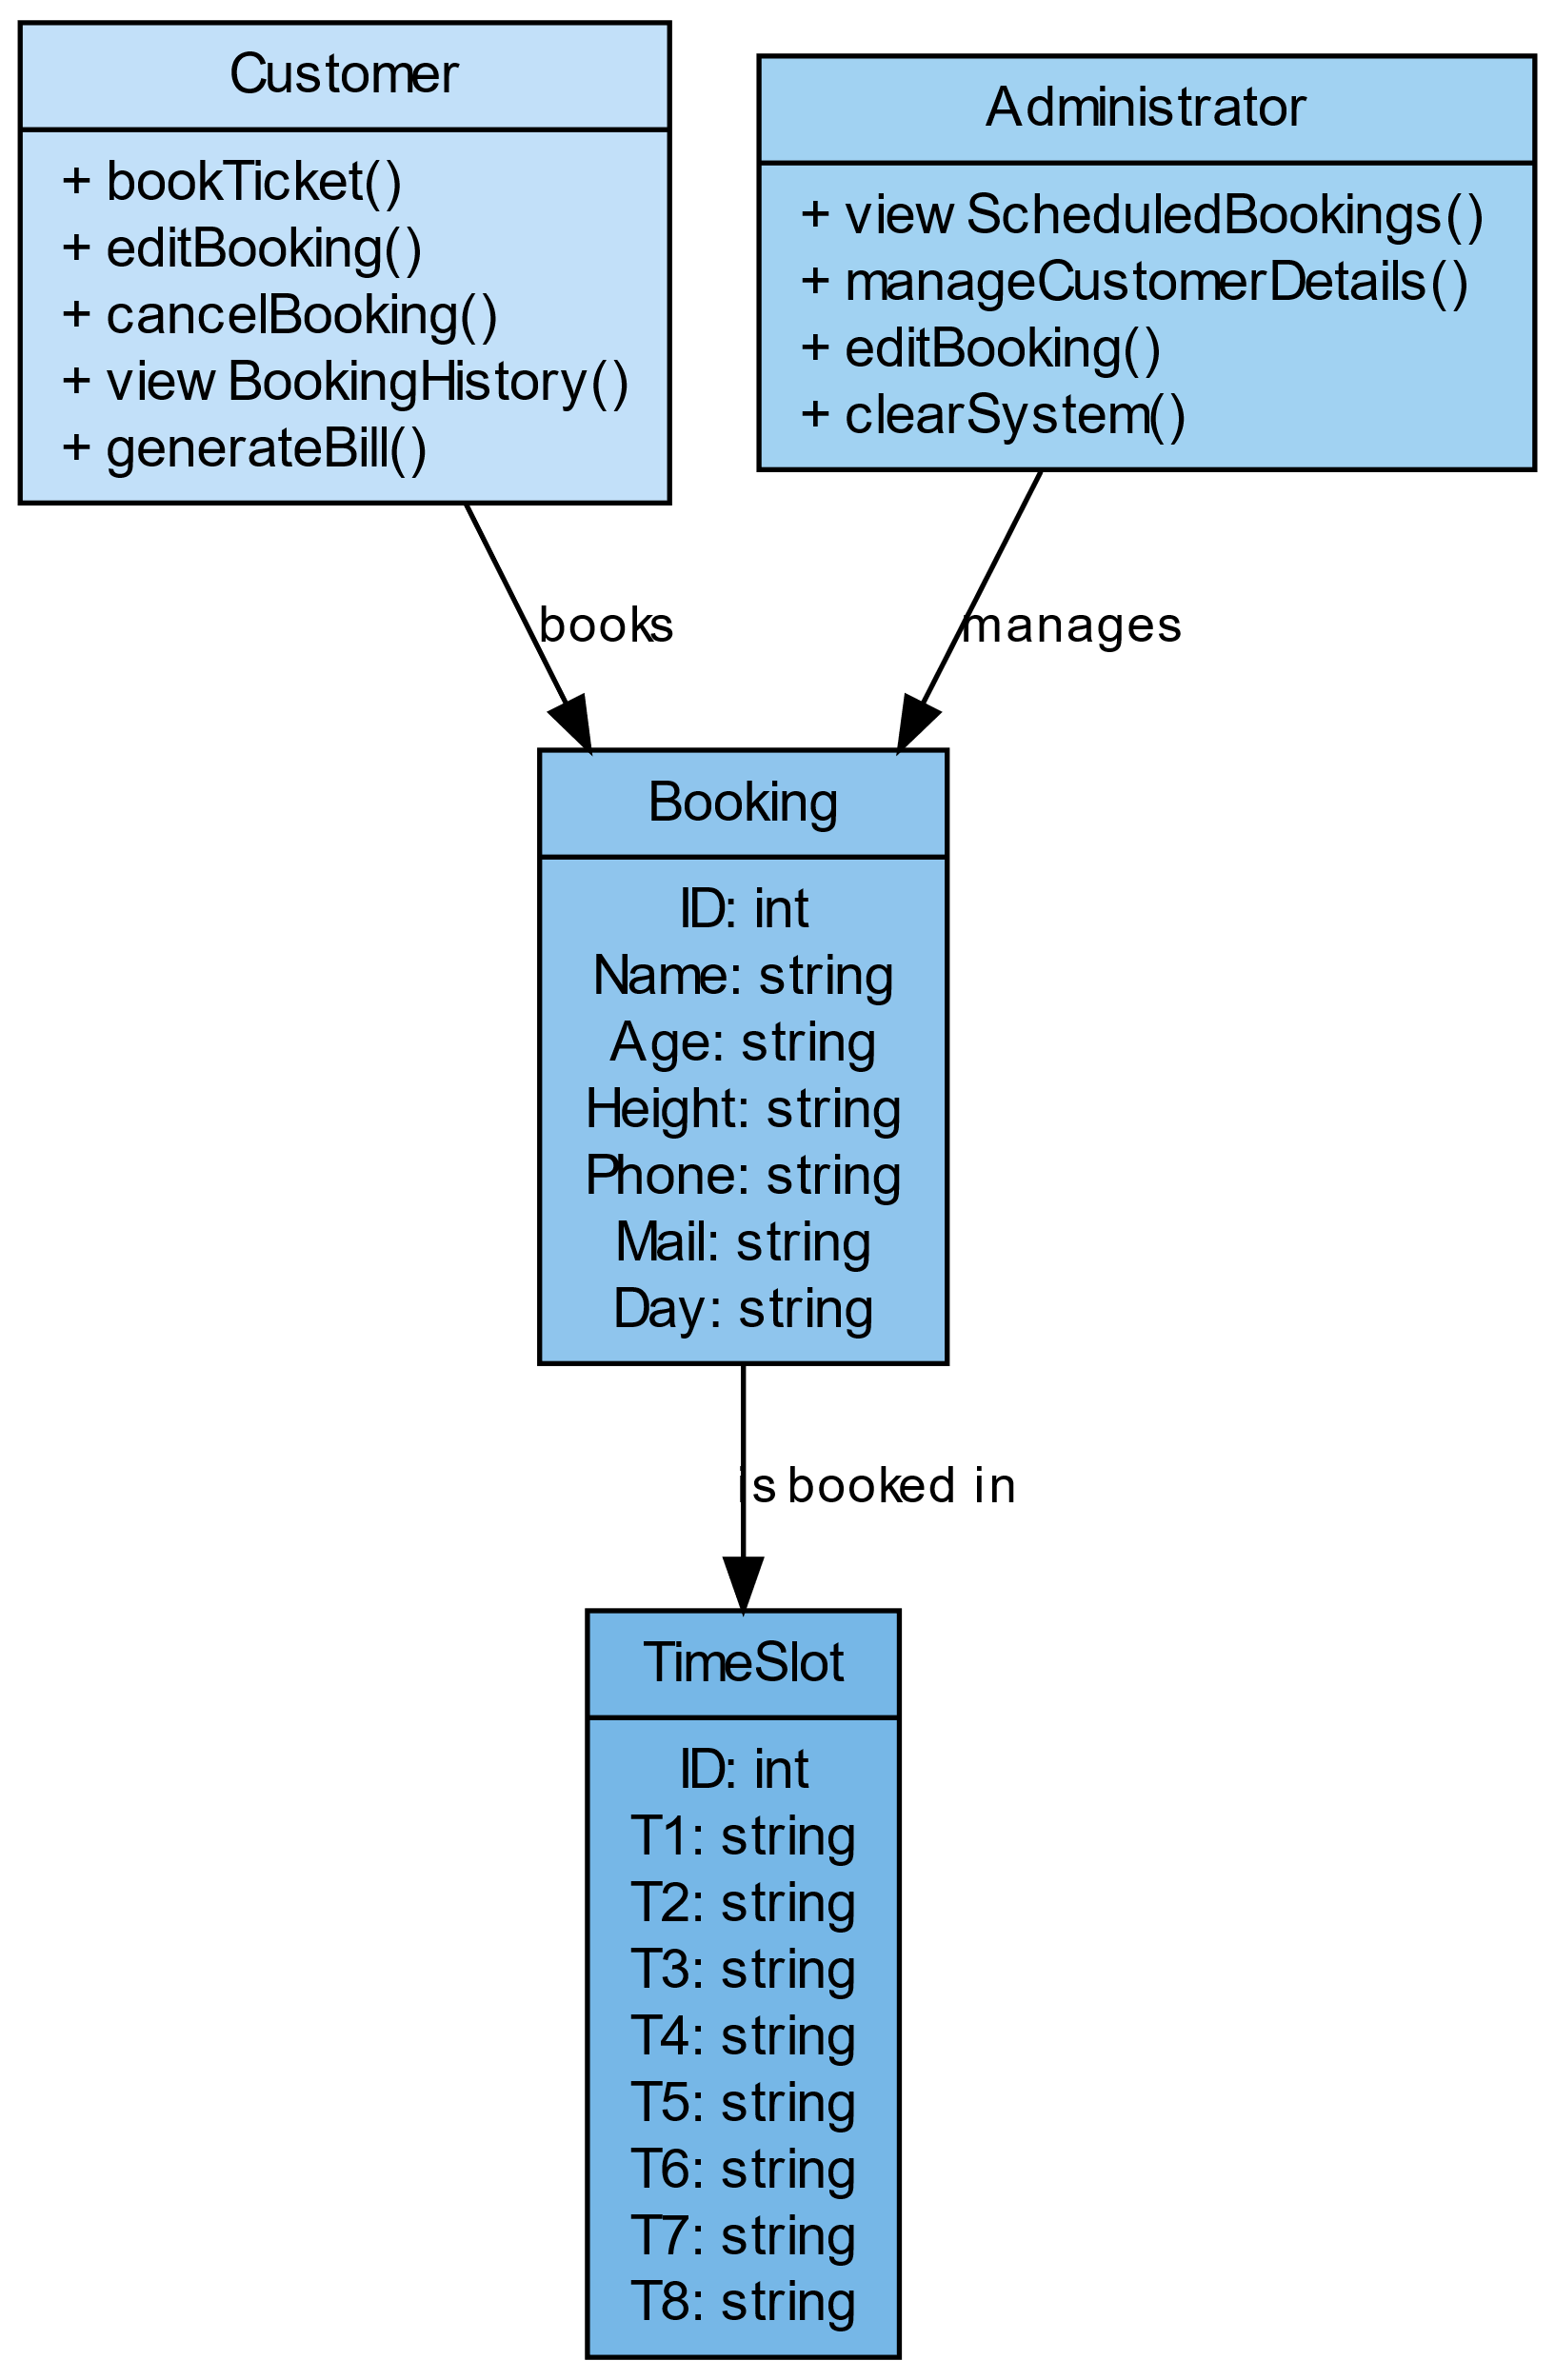 Customer
+ bookTicket()
+ editBooking()
+ cancelBooking()
+ viewBookingHistory()
+ generateBill()
Administrator
+ viewScheduledBookings()
+ manageCustomerDetails()
+ editBooking()
+ clearSystem()
books
manages
Booking
ID: int
Name: string
Age: string
Height: string
Phone: string
Mail: string
Day: string
is booked in
TimeSlot
ID: int
T1: string
T2: string
T3: string
T4: string
T5: string
T6: string
T7: string
T8: string